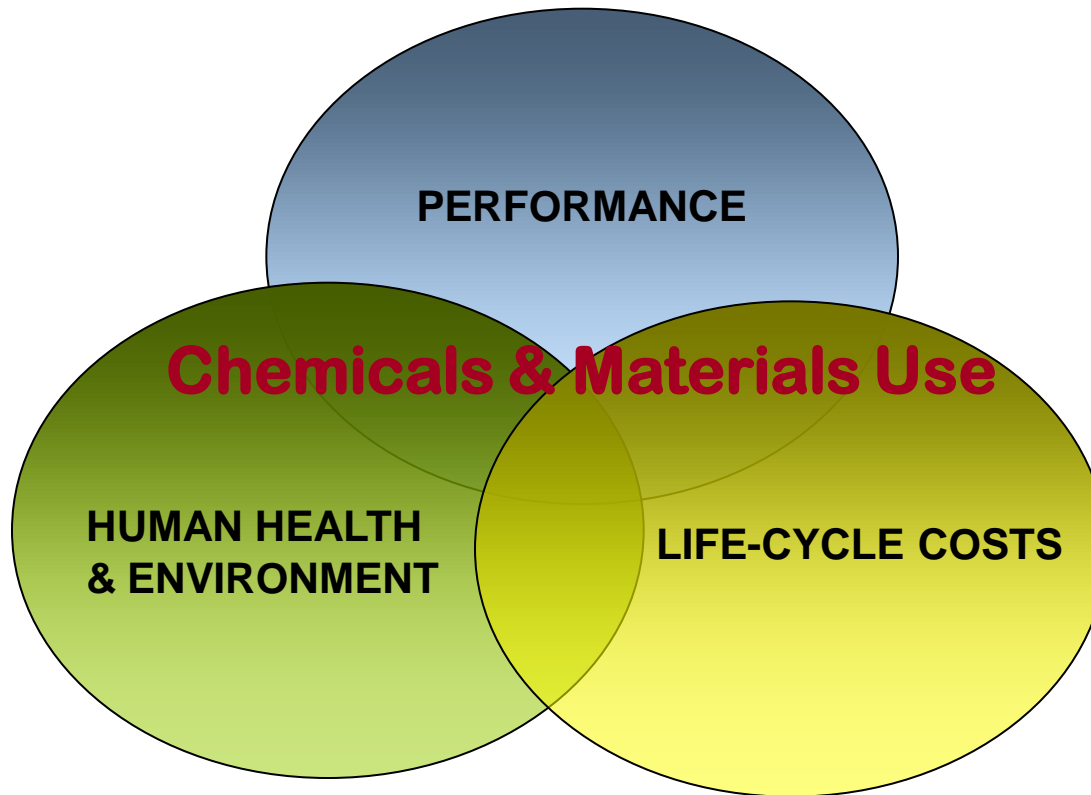 PERFORMANCE
Chemicals & Materials Use
HUMAN HEALTH
& ENVIRONMENT
LIFE-CYCLE COSTS